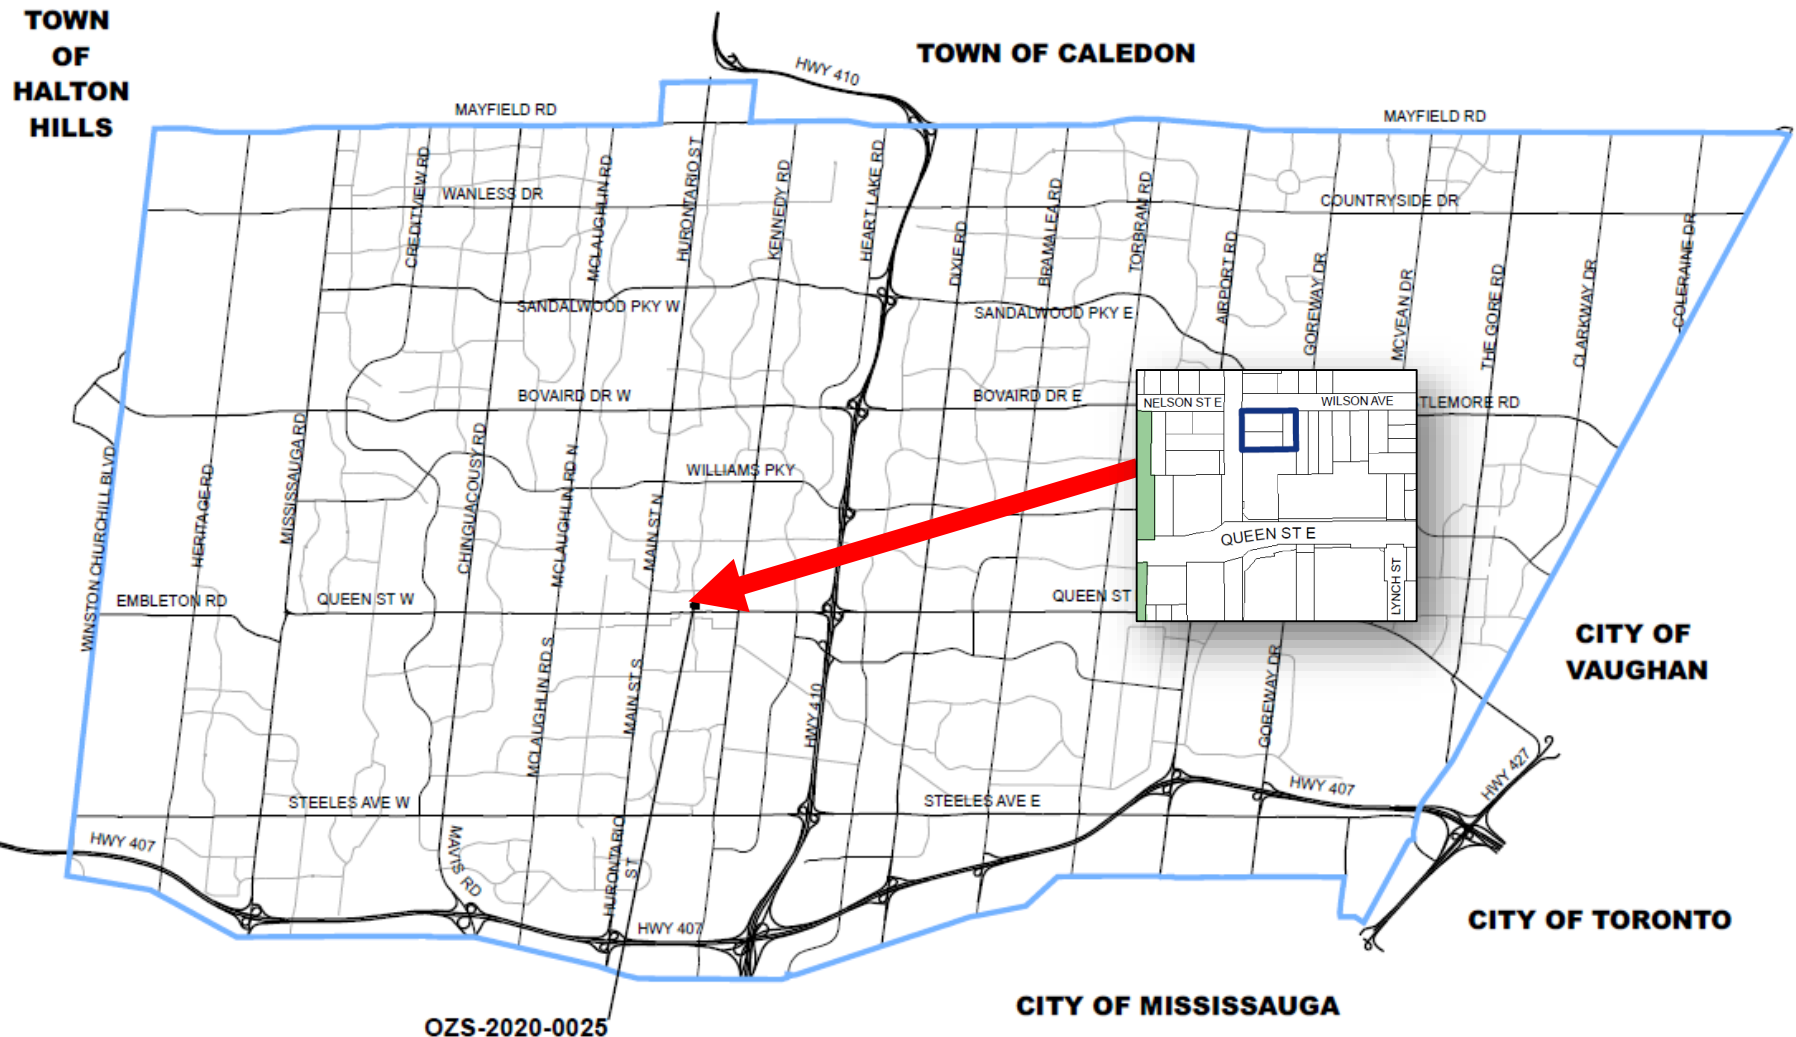 TOWN
OF
HALTON
HILLS
TOWN OF CALEDON
HWY 410
MAYFIELD RD
MAYFIELD RD
WANLESS DR
COUNTRYSIDE DR
CREDITVIEW RD
MCLAUGHLIN RD
HURONTARIO ST
KENNEDY RD
HEART LAKE RD
DIXIE RD
BRAMALEA RD
TORBRAM RD
AIRPORT RD
GOREWAY DR
MCVEAN DR
THE GORE RD
CLARKWAY DR
COLERAINE DR
SANDALWOOD PKY W
SANDALWOOD PKY E
BOVAIRD DR W
BOVAIRD DR E
TLEMORE RD
NELSON ST E
WILSON AVE
QUEEN ST E
LYNCH ST
WINSTON CHURCHILL BLVD
HERITAGE RD
MISSISSAUGA RD
CHINGUACOUSY RD
MCLAUGHLIN RD N
MAIN ST N
WILLIAMS PKY
EMBLETON RD
QUEEN ST W
QUEEN ST
CITY OF
VAUGHAN
MCLAUGHLIN RD S
MAIN ST S
HWY 410
GOREWAY DR
STEELES AVE W
STEELES AVE E
HWY 407
HWY 427
HWY 407
MAVIS RD
HURONTARIO
ST
HWY 407
CITY OF TORONTO
CITY OF MISSISSAUGA
OZS-2020-0025